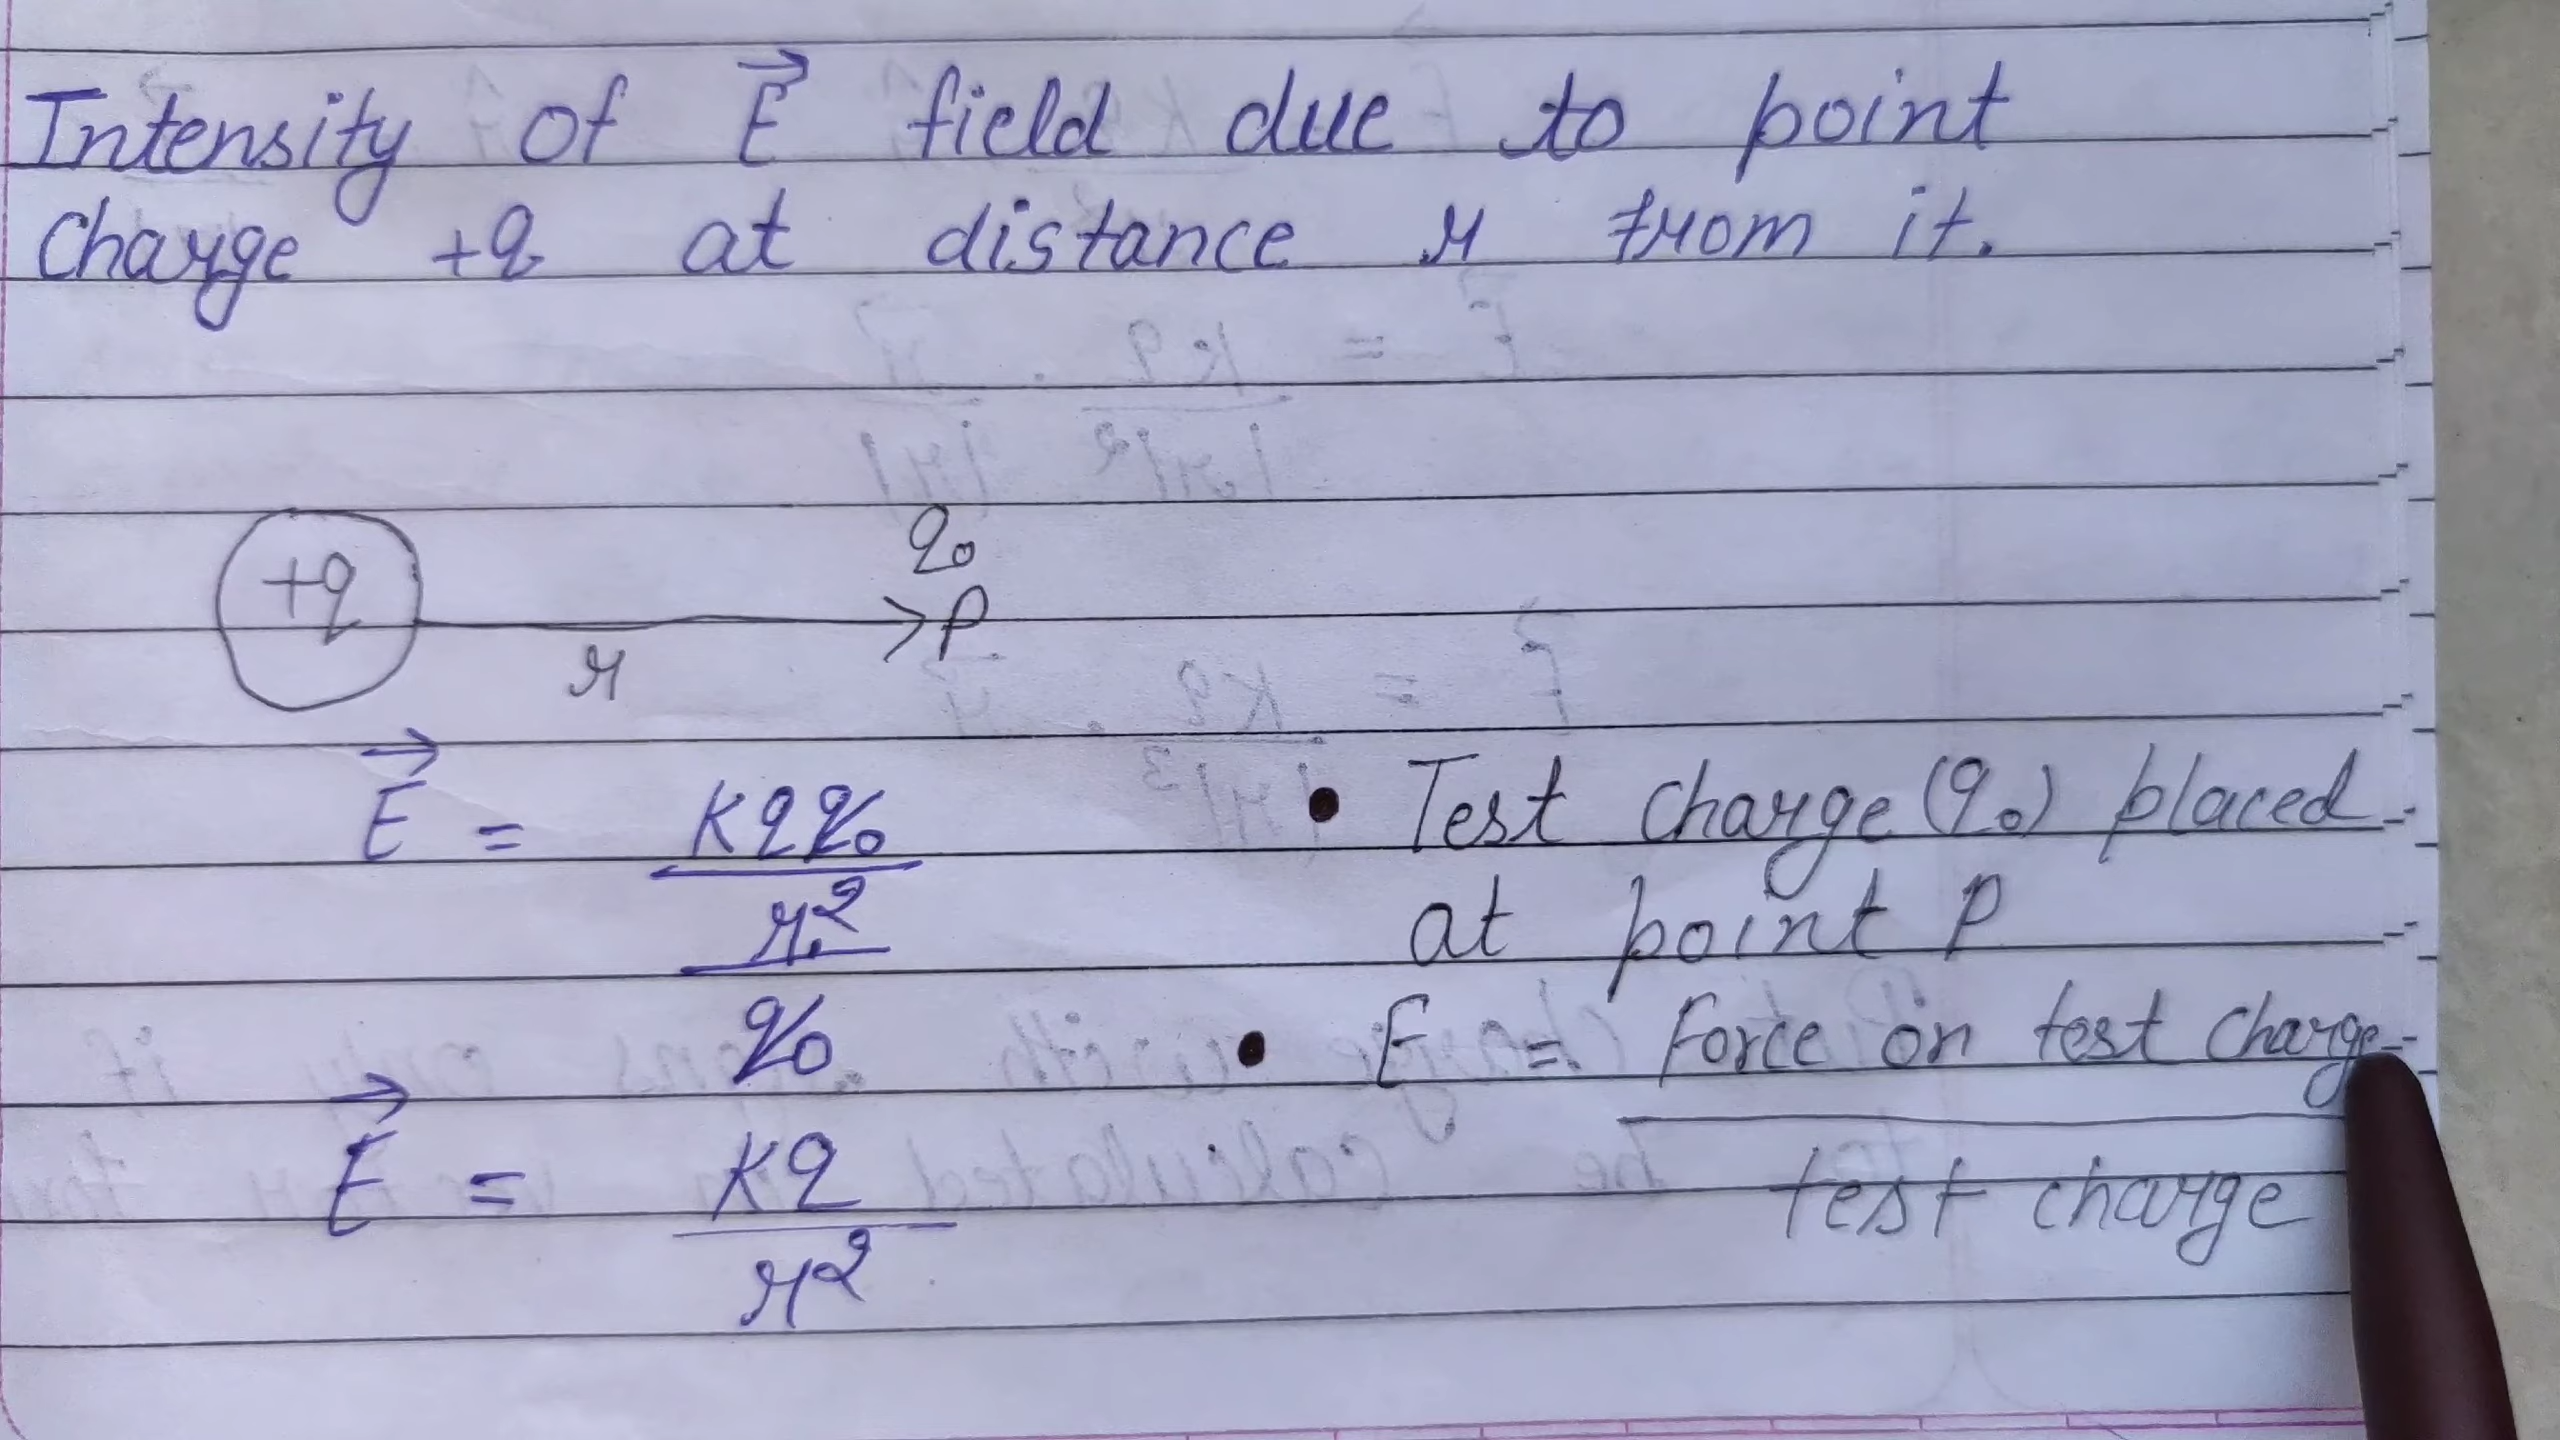 Intensity of E⃗ field due to point
charge +q at distance r from it.
+q
q₀
P
r
E⃗ = Kqq₀
r²
q₀
E⃗ = Kq
r²
• Test charge (q₀) placed
at point P
• E = Force on test charge
test charge